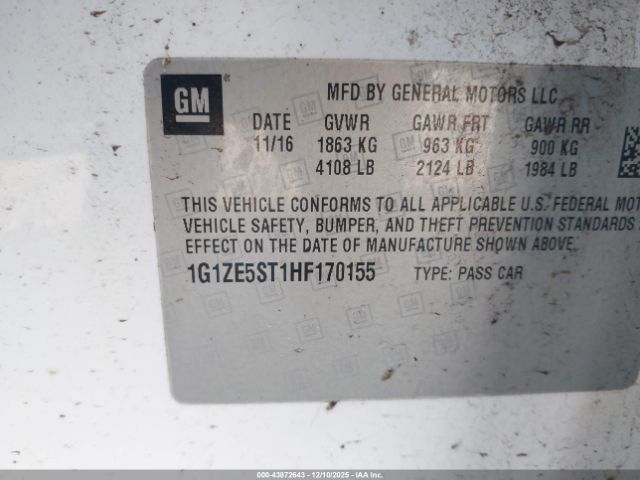 GM
MFD BY GENERAL MOTORS LLC
DATE GVWR GAWR FRT GAWR RR
11/16 1863 KG 963 KG 900 KG
4108 LB 2124 LB 1984 LB
THIS VEHICLE CONFORMS TO ALL APPLICABLE U.S. FEDERAL MOT
VEHICLE SAFETY, BUMPER, AND THEFT PREVENTION STANDARDS
EFFECT ON THE DATE OF MANUFACTURE SHOWN ABOVE.
1G1ZE5ST1HF170155 TYPE: PASS CAR
000-43872643 - 12/10/2025 - IAAI.COM